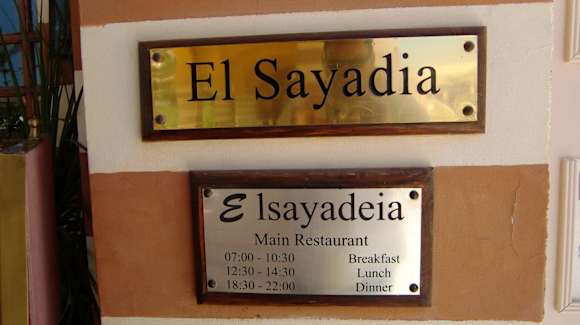 El Sayadia
Elsayadeia
Main Restaurant
07:00 - 10:30 Breakfast
12:30 - 14:30 Lunch
18:30 - 22:00 Dinner